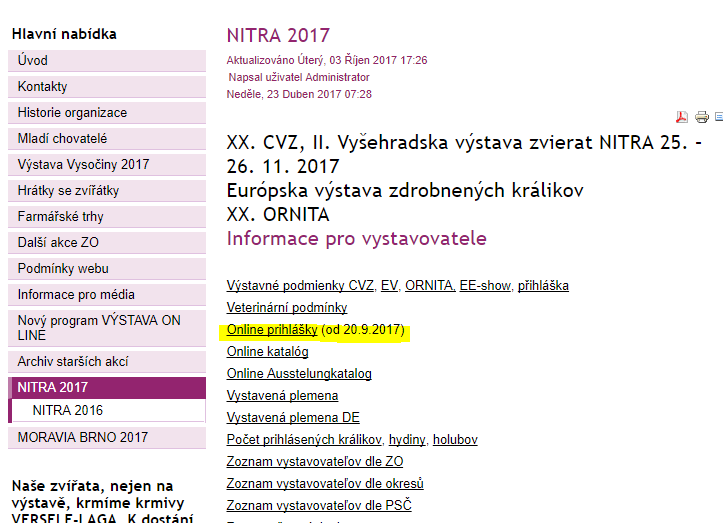 Hlavní nabídka
Úvod
Kontakty
Historie organizace
Mladí chovatelé
Výstava Vysočiny 2017
Hrátky se zvířátky
Farmářské trhy
Další akce ZO
Podmínky webu
Informace pro média
Nový program VÝSTAVA ON
LINE
Archiv starších akcí
NITRA 2017
NITRA 2016
MORAVIA BRNO 2017
Naše zvířata, nejen na
výstavě, krmíme krmivy
VERSELE-LAGA. K dostání
NITRA 2017
Aktualizováno Úterý, 03 Říjen 2017 17:26
Napsal uživatel Administrator
Neděle, 23 Duben 2017 07:28
XX. CVZ, II. Vyšehradska výstava zvierat NITRA 25. -
26. 11. 2017
Európska výstava zdrobnených králikov
XX. ORNITA
Informace pro vystavovatele
Výstavné podmienky CVZ, EV, ORNITA, EE-show, přihláška
Veterinární podmínky
Online prihlášky (od 20.9.2017)
Online katalóg
Online Ausstelungkatalog
Vystavená plemena
Vystavená plemena DE
Počet prihlásených králikov, hydiny, holubov
Zoznam vystavovateľov dle ZO
Zoznam vystavovateľov dle okresů
Zoznam vystavovateľov dle PSČ